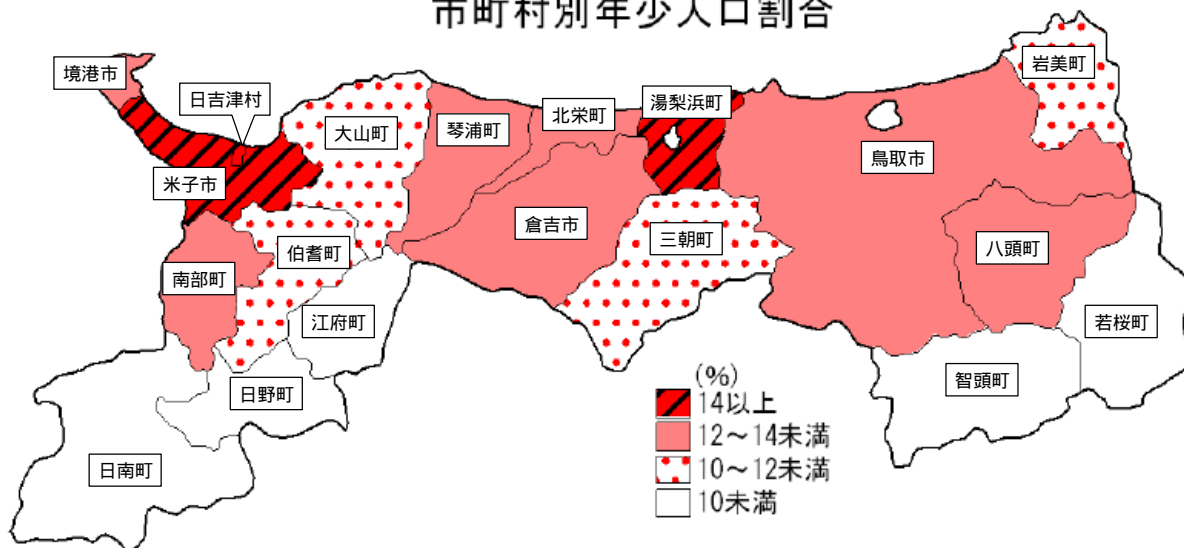 市町村別年少人口割合
境港市
日吉津村
大山町
琴浦町
北栄町
湯梨浜町
岩美町
鳥取市
米子市
倉吉市
三朝町
八頭町
伯耆町
南部町
江府町
若桜町
智頭町
日野町
日南町
(%)
14以上
12～14未満
10～12未満
10未満